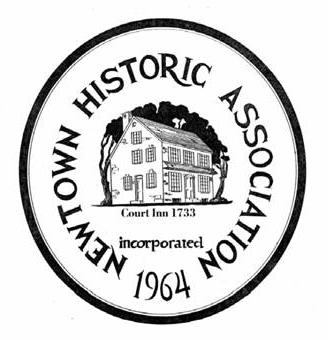 NEWTOWN HISTORIC ASSOCIATION
Court Inn 1733
incorporated
1964